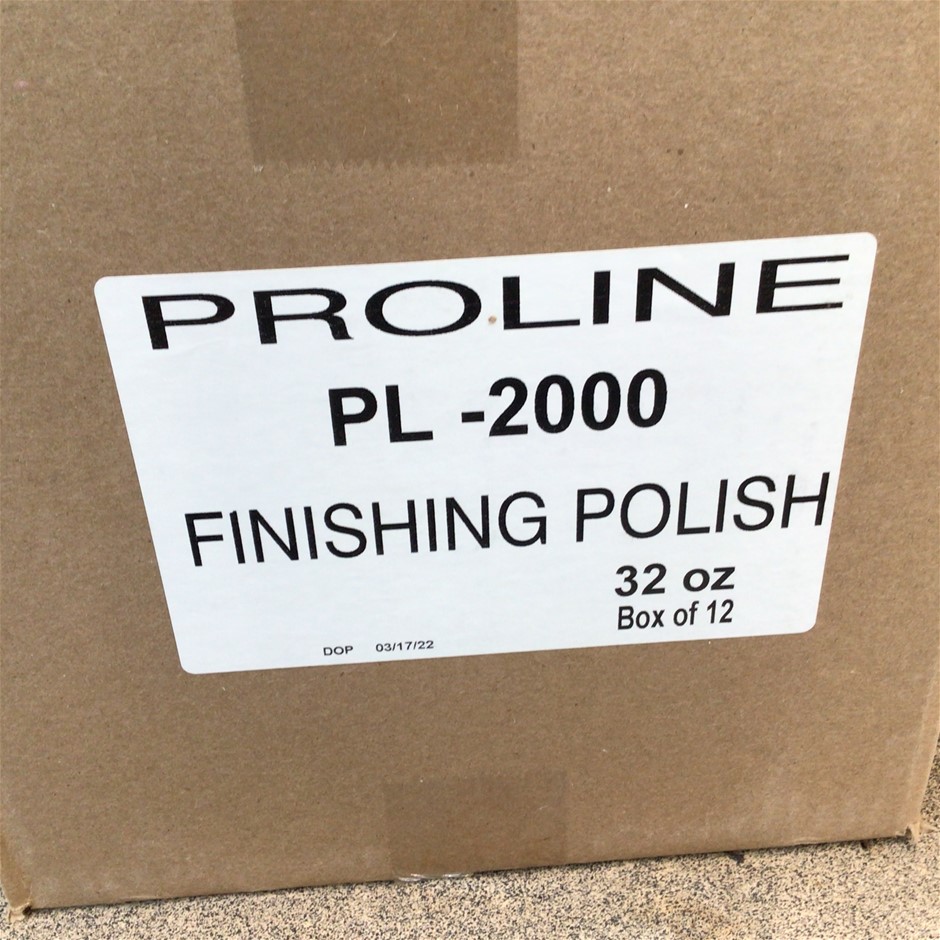 PROLINE
PL -2000
FINISHING POLISH
32 oz
Box of 12
DOP 03/17/22